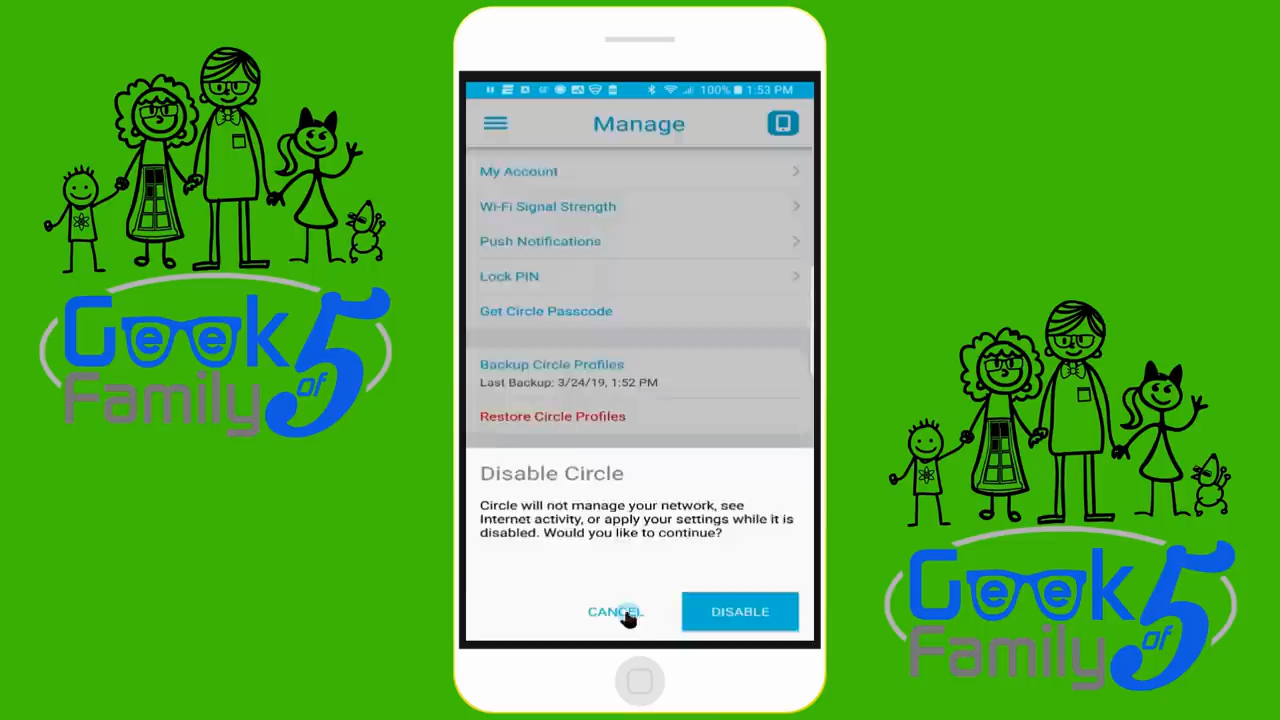 Geek
of 5
Family
100% 1:53 PM
Manage
My Account
Wi-Fi Signal Strength
Push Notifications
Lock PIN
Get Circle Passcode
Backup Circle Profiles
Last Backup: 3/24/19, 1:52 PM
Restore Circle Profiles
Disable Circle
Circle will not manage your network, see
Internet activity, or apply your settings while it is
disabled. Would you like to continue?
CANCEL
DISABLE
Geek
of 5
Family